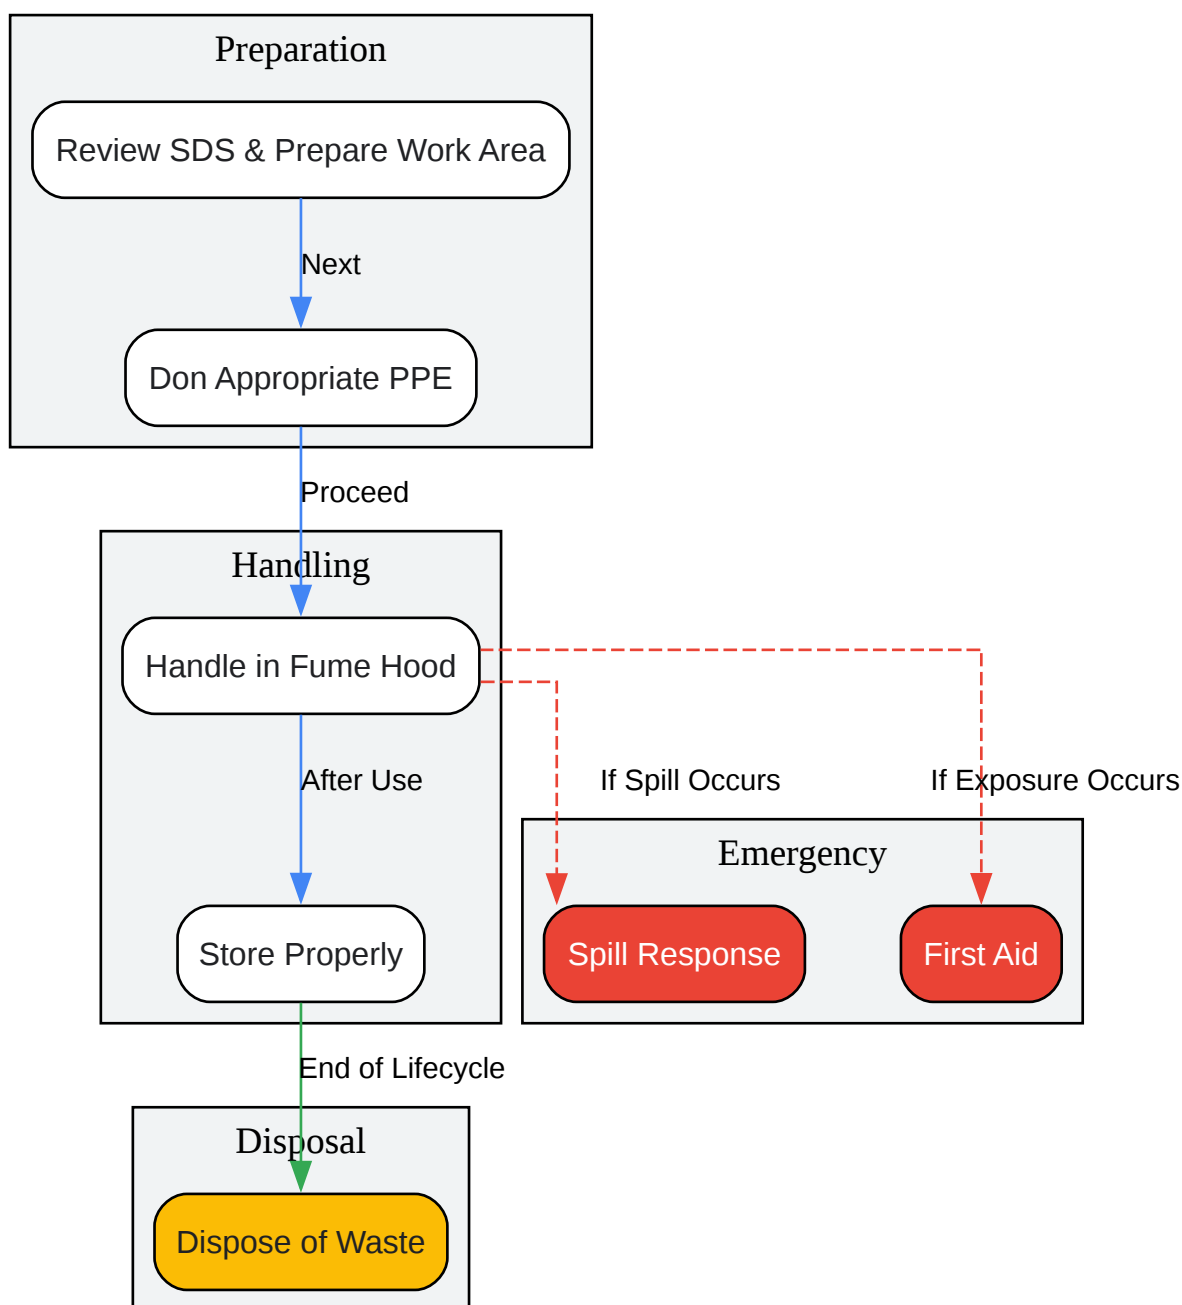 Preparation
Review SDS & Prepare Work Area
Next
Don Appropriate PPE
Proceed
Handling
Handle in Fume Hood
After Use
If Spill Occurs
If Exposure Occurs
Emergency
Store Properly
Spill Response
First Aid
End of Lifecycle
Disposal
Dispose of Waste